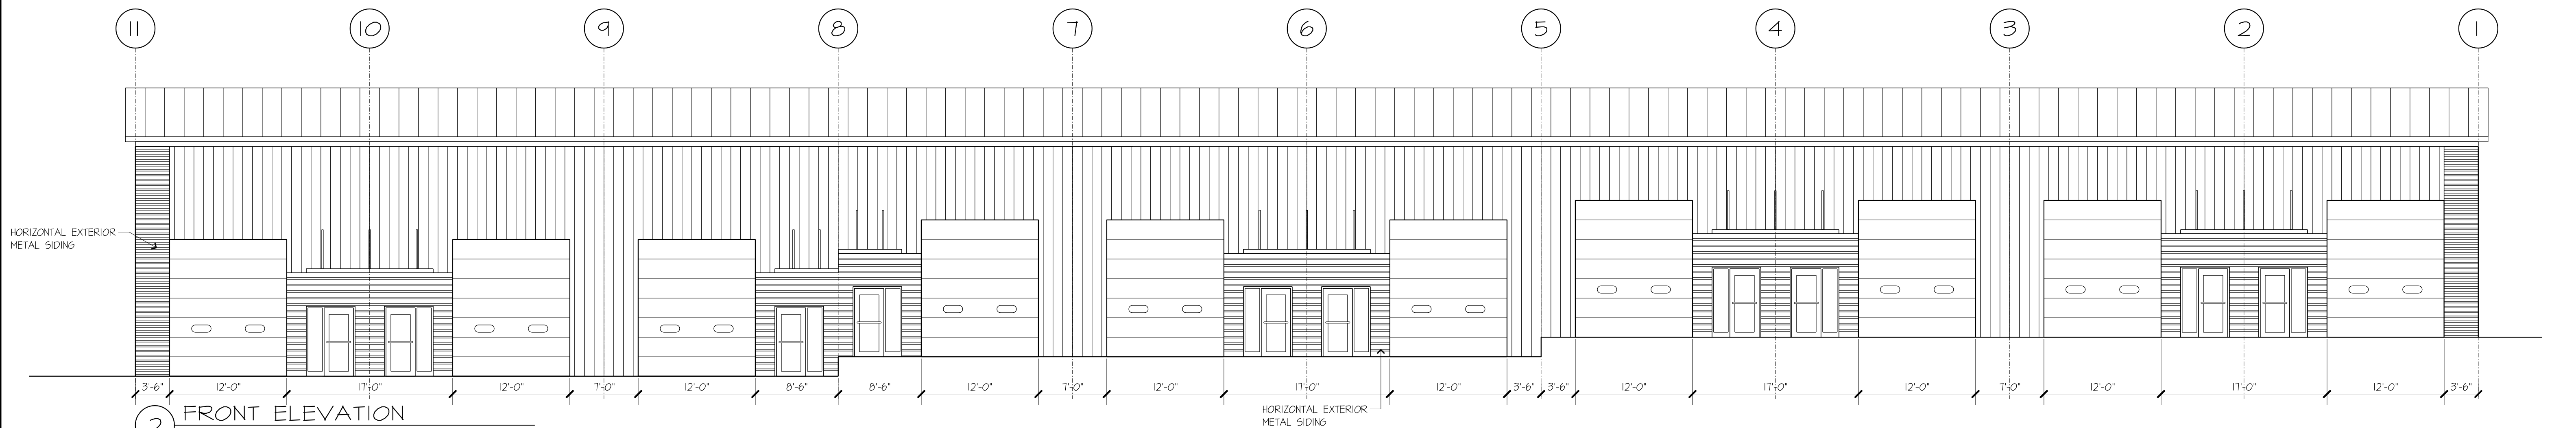 11 10 9 8 7 6 5 4 3 2 1
HORIZONTAL EXTERIOR
METAL SIDING
3'-6" 12'-0" 17'-0" 12'-0" 7'-0" 12'-0" 8'-6" 8'-6" 12'-0" 7'-0" 12'-0" 17'-0" 12'-0" 3'-6" 3'-6" 12'-0" 17'-0" 12'-0" 7'-0" 12'-0" 17'-0" 12'-0" 3'-6"
2 FRONT ELEVATION
HORIZONTAL EXTERIOR
METAL SIDING